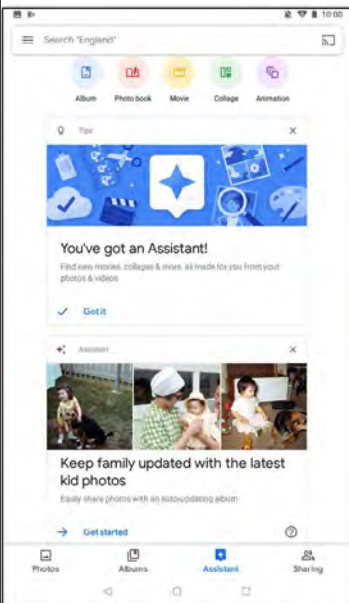 10:00
Search "England"
Album Photo book Movie Collage Animation
Tips
You've got an Assistant!
Find new movies, collages & more, all made for you from your
photos & videos
Got it
Assistant
Keep family updated with the latest
kid photos
Easily share photos with an auto-updating album
Get started
Photos Albums Assistant Sharing